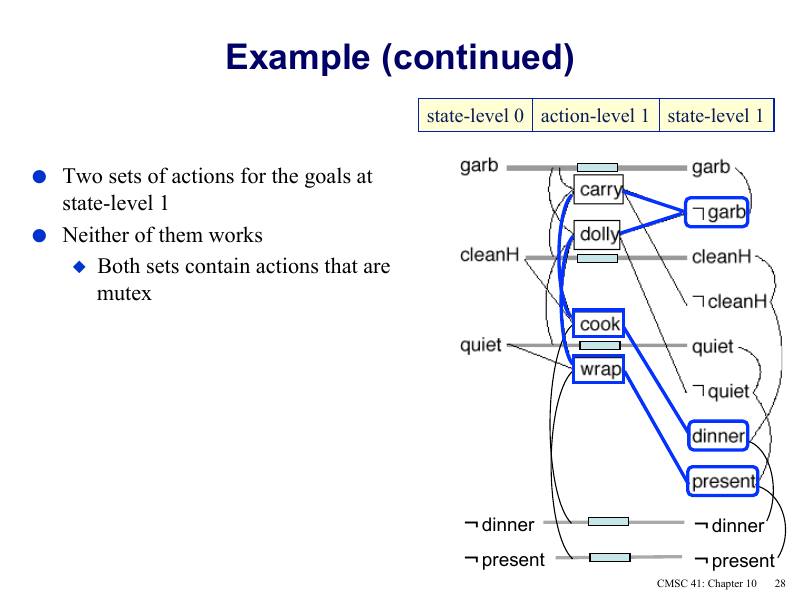 Example (continued)
state-level 0 action-level 1 state-level 1
Two sets of actions for the goals at
state-level 1
Neither of them works
Both sets contain actions that are
mutex
garb garb
carry
¬ garb
dolly
cleanH cleanH
¬ cleanH
cook
quiet quiet
wrap
¬ quiet
dinner
present
¬ dinner ¬ dinner
¬ present ¬ present
CMSC 41: Chapter 10 28